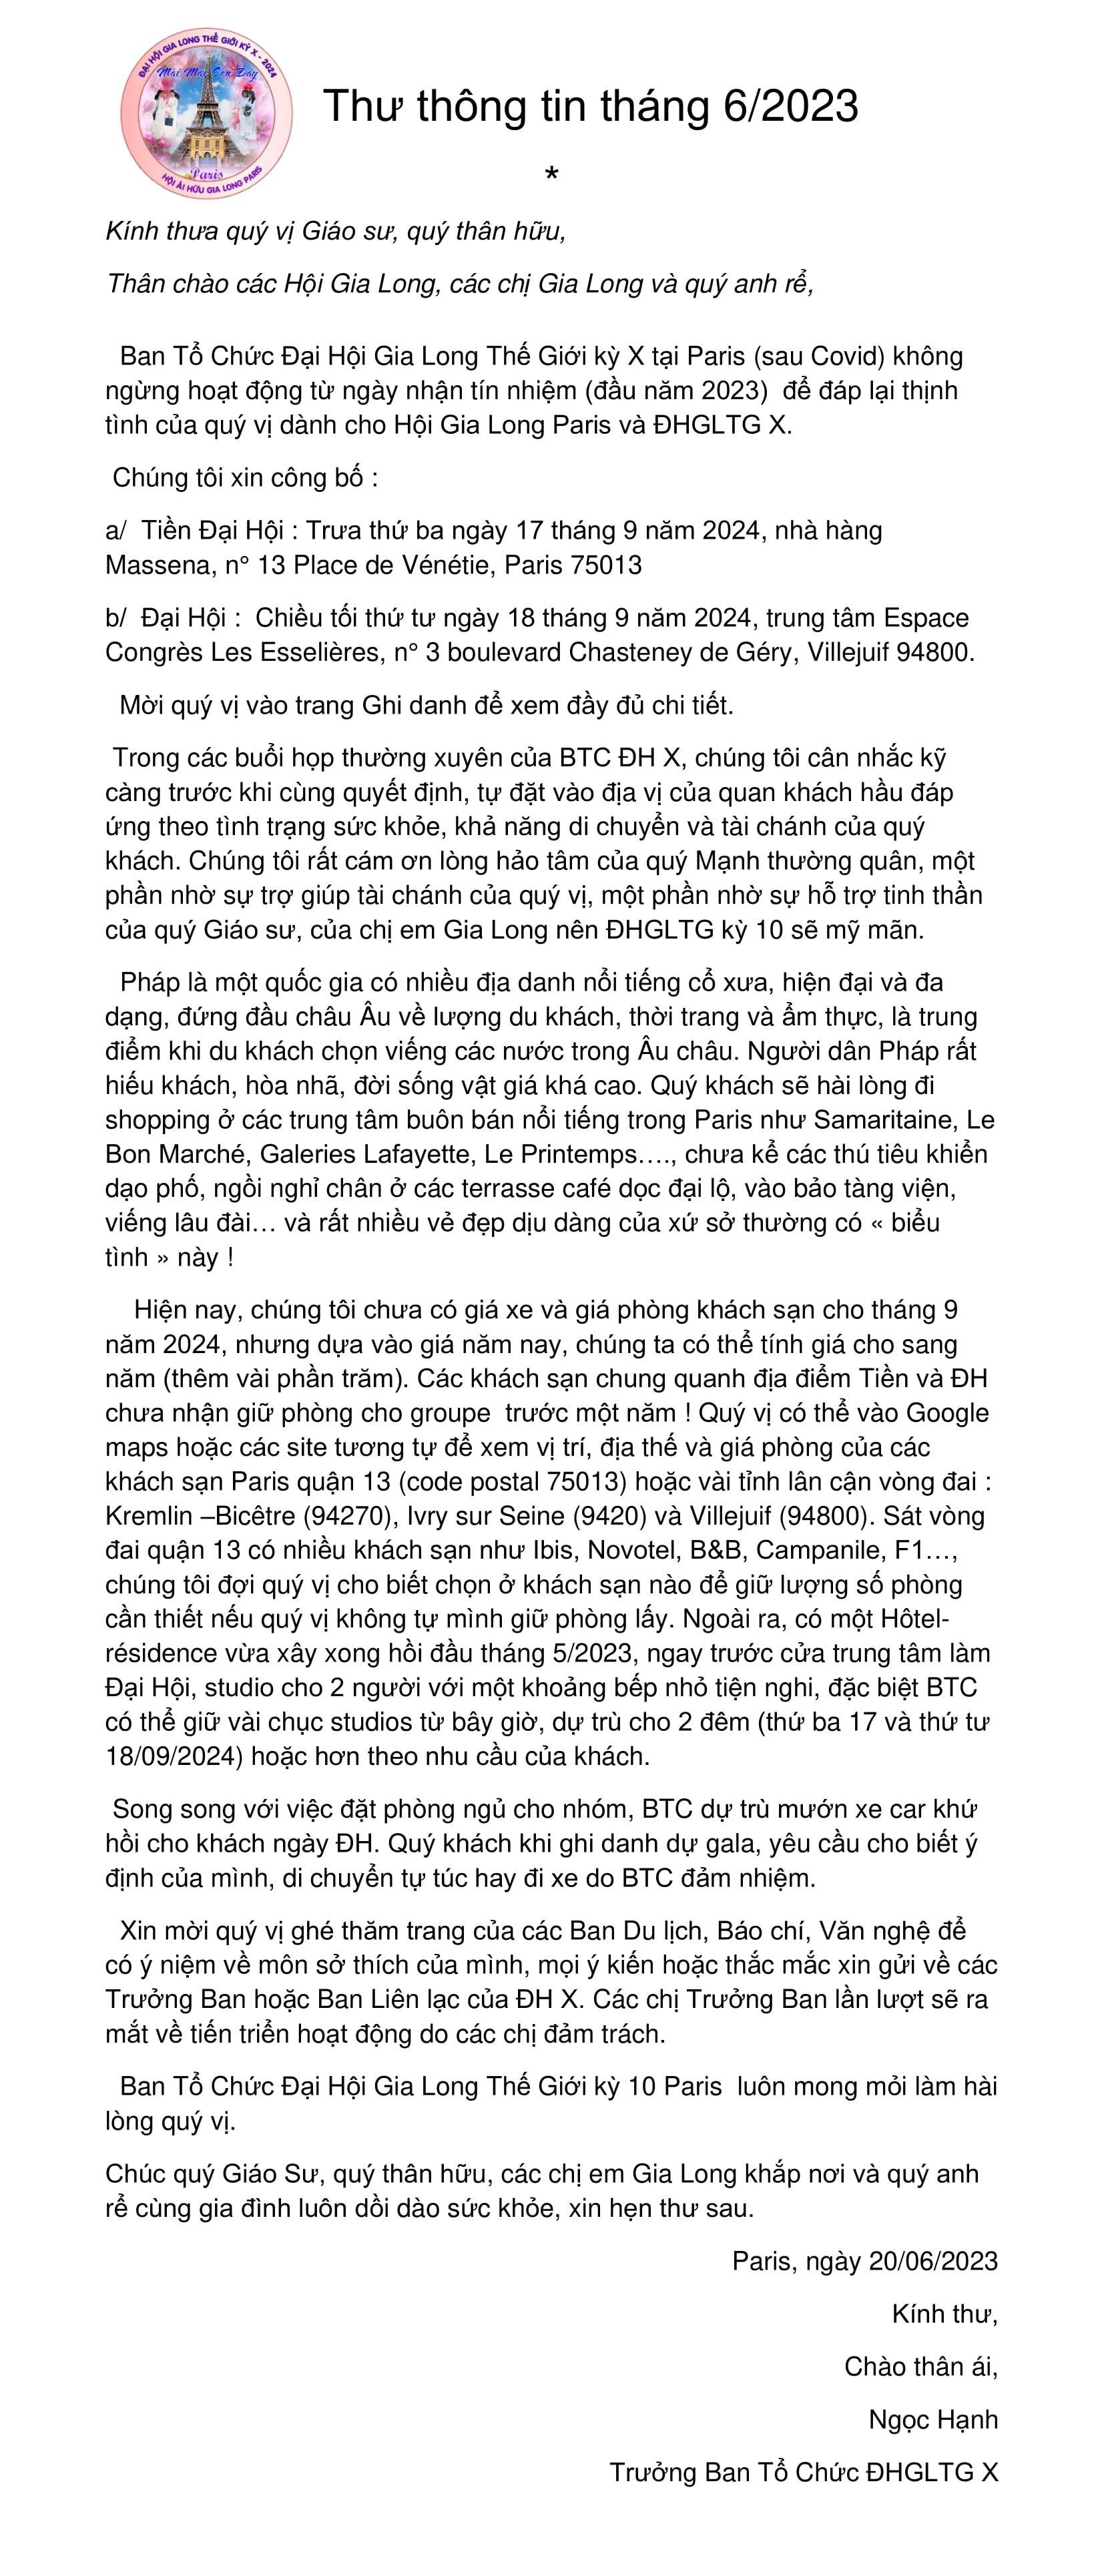 ĐẠI HỘI GIA LONG THẾ GIỚI KỲ X - 2024
Mãi Mãi Còn Đây
Paris
HỘI ÁI HỮU GIA LONG PARIS
Thư thông tin tháng 6/2023
*
Kính thưa quý vị Giáo sư, quý thân hữu,
Thân chào các Hội Gia Long, các chị Gia Long và quý anh rể,
Ban Tổ Chức Đại Hội Gia Long Thế Giới kỳ X tại Paris (sau Covid) không
ngừng hoạt động từ ngày nhận tín nhiệm (đầu năm 2023)  để đáp lại thịnh
tình của quý vị dành cho Hội Gia Long Paris và ĐHGLTG X.
Chúng tôi xin công bố :
a/  Tiền Đại Hội : Trưa thứ ba ngày 17 tháng 9 năm 2024, nhà hàng
Massena, n° 13 Place de Vénétie, Paris 75013
b/  Đại Hội :  Chiều tối thứ tư ngày 18 tháng 9 năm 2024, trung tâm Espace
Congrès Les Esselières, n° 3 boulevard Chasteney de Géry, Villejuif 94800.
Mời quý vị vào trang Ghi danh để xem đầy đủ chi tiết.
Trong các buổi họp thường xuyên của BTC ĐH X, chúng tôi cân nhắc kỹ
càng trước khi cùng quyết định, tự đặt vào địa vị của quan khách hầu đáp
ứng theo tình trạng sức khỏe, khả năng di chuyển và tài chánh của quý
khách. Chúng tôi rất cám ơn lòng hảo tâm của quý Mạnh thường quân, một
phần nhờ sự trợ giúp tài chánh của quý vị, một phần nhờ sự hỗ trợ tinh thần
của quý Giáo sư, của chị em Gia Long nên ĐHGLTG kỳ 10 sẽ mỹ mãn.
Pháp là một quốc gia có nhiều địa danh nổi tiếng cổ xưa, hiện đại và đa
dạng, đứng đầu châu Âu về lượng du khách, thời trang và ẩm thực, là trung
điểm khi du khách chọn viếng các nước trong Âu châu. Người dân Pháp rất
hiếu khách, hòa nhã, đời sống vật giá khá cao. Quý khách sẽ hài lòng đi
shopping ở các trung tâm buôn bán nổi tiếng trong Paris như Samaritaine, Le
Bon Marché, Galeries Lafayette, Le Printemps…., chưa kể các thú tiêu khiển
dạo phố, ngồi nghỉ chân ở các terrasse café dọc đại lộ, vào bảo tàng viện,
viếng lâu đài… và rất nhiều vẻ đẹp dịu dàng của xứ sở thường có « biểu
tình » này !
Hiện nay, chúng tôi chưa có giá xe và giá phòng khách sạn cho tháng 9
năm 2024, nhưng dựa vào giá năm nay, chúng ta có thể tính giá cho sang
năm (thêm vài phần trăm). Các khách sạn chung quanh địa điểm Tiền và ĐH
chưa nhận giữ phòng cho groupe  trước một năm ! Quý vị có thể vào Google
maps hoặc các site tương tự để xem vị trí, địa thế và giá phòng của các
khách sạn Paris quận 13 (code postal 75013) hoặc vài tỉnh lân cận vòng đai :
Kremlin –Bicêtre (94270), Ivry sur Seine (9420) và Villejuif (94800). Sát vòng
đai quận 13 có nhiều khách sạn như Ibis, Novotel, B&B, Campanile, F1…,
chúng tôi đợi quý vị cho biết chọn ở khách sạn nào để giữ lượng số phòng
cần thiết nếu quý vị không tự mình giữ phòng lấy. Ngoài ra, có một Hôtel-
résidence vừa xây xong hồi đầu tháng 5/2023, ngay trước cửa trung tâm làm
Đại Hội, studio cho 2 người với một khoảng bếp nhỏ tiện nghi, đặc biệt BTC
có thể giữ vài chục studios từ bây giờ, dự trù cho 2 đêm (thứ ba 17 và thứ tư
18/09/2024) hoặc hơn theo nhu cầu của khách.
Song song với việc đặt phòng ngủ cho nhóm, BTC dự trù mướn xe car khứ
hồi cho khách ngày ĐH. Quý khách khi ghi danh dự gala, yêu cầu cho biết ý
định của mình, di chuyển tự túc hay đi xe do BTC đảm nhiệm.
Xin mời quý vị ghé thăm trang của các Ban Du lịch, Báo chí, Văn nghệ để
có ý niệm về môn sở thích của mình, mọi ý kiến hoặc thắc mắc xin gửi về các
Trưởng Ban hoặc Ban Liên lạc của ĐH X. Các chị Trưởng Ban lần lượt sẽ ra
mắt về tiến triển hoạt động do các chị đảm trách.
Ban Tổ Chức Đại Hội Gia Long Thế Giới kỳ 10 Paris  luôn mong mỏi làm hài
lòng quý vị.
Chúc quý Giáo Sư, quý thân hữu, các chị em Gia Long khắp nơi và quý anh
rể cùng gia đình luôn dồi dào sức khỏe, xin hẹn thư sau.
Paris, ngày 20/06/2023
Kính thư,
Chào thân ái,
Ngọc Hạnh
Trưởng Ban Tổ Chức ĐHGLTG X